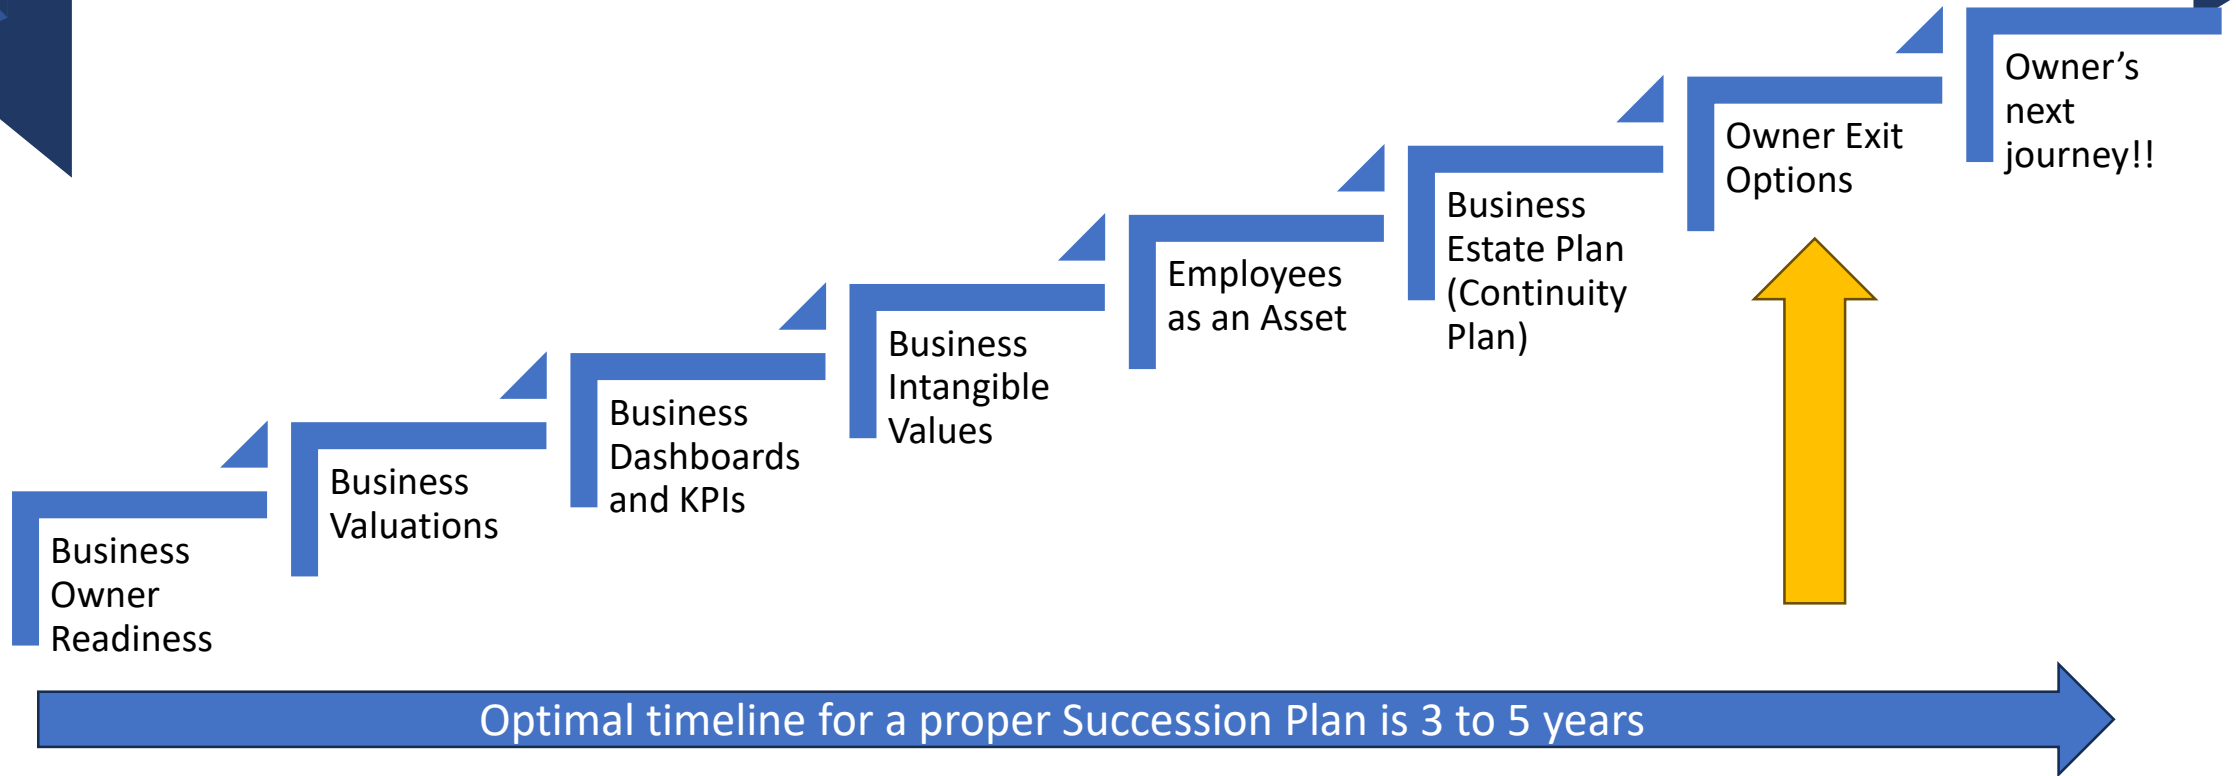 Business
Owner
Readiness
Business
Valuations
Business
Dashboards
and KPIs
Business
Intangible
Values
Employees
as an Asset
Business
Estate Plan
(Continuity
Plan)
Owner Exit
Options
Owner’s
next
journey!!
Optimal timeline for a proper Succession Plan is 3 to 5 years